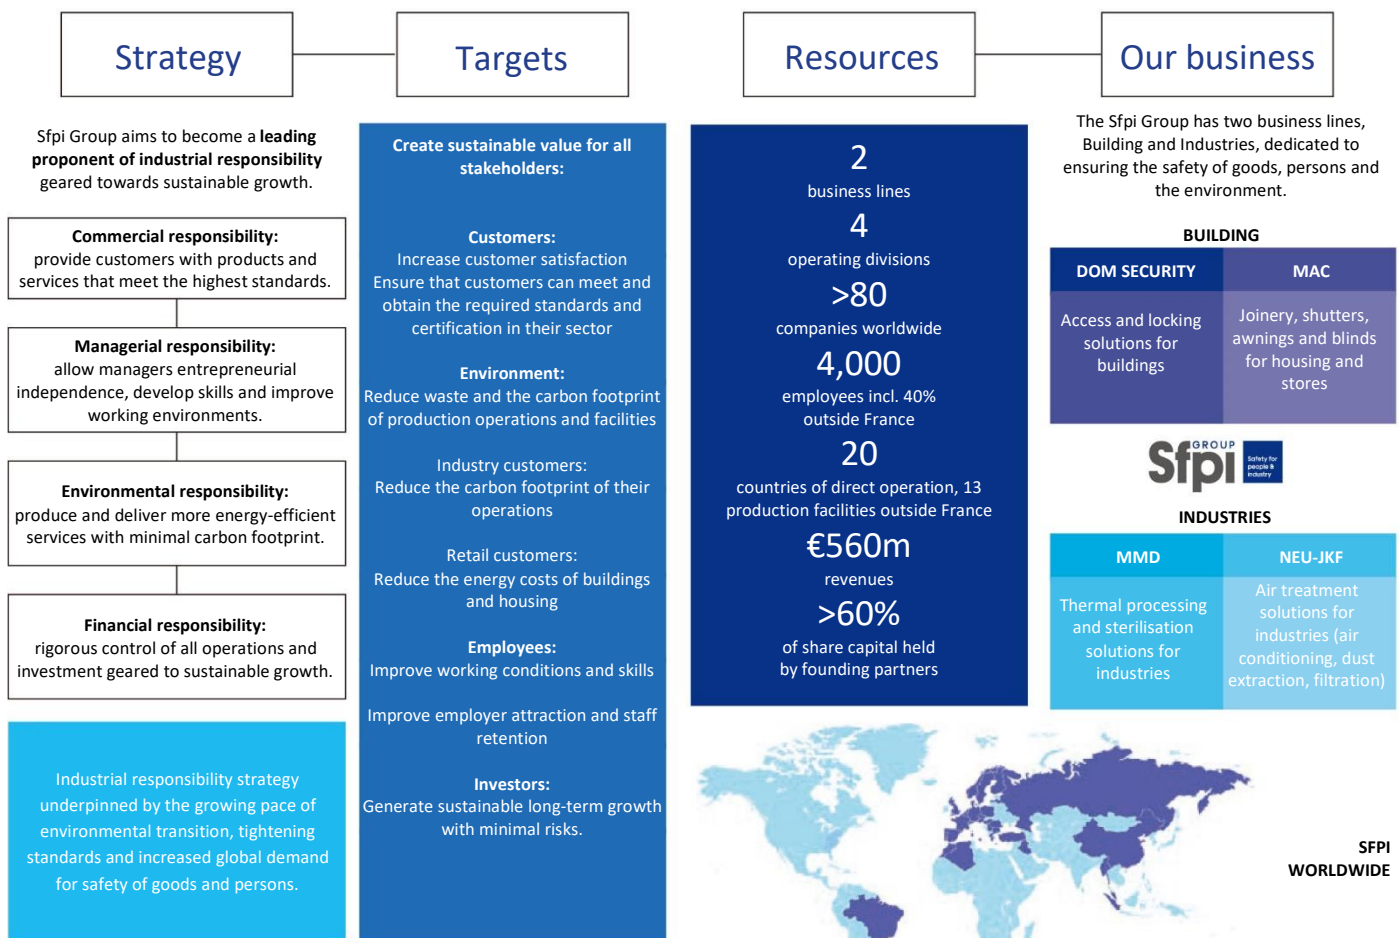 Strategy
Targets
Resources
Our business
Sfpi Group aims to become a leading
proponent of industrial responsibility
geared towards sustainable growth.
Commercial responsibility:
provide customers with products and
services that meet the highest standards.
Managerial responsibility:
allow managers entrepreneurial
independence, develop skills and improve
working environments.
Environmental responsibility:
produce and deliver more energy-efficient
services with minimal carbon footprint.
Financial responsibility:
rigorous control of all operations and
investment geared to sustainable growth.
Industrial responsibility strategy
underpinned by the growing pace of
environmental transition, tightening
standards and increased global demand
for safety of goods and persons.
Create sustainable value for all
stakeholders:
Customers:
Increase customer satisfaction
Ensure that customers can meet and
obtain the required standards and
certification in their sector
Environment:
Reduce waste and the carbon footprint
of production operations and facilities
Industry customers:
Reduce the carbon footprint of their
operations
Retail customers:
Reduce the energy costs of buildings
and housing
Employees:
Improve working conditions and skills
Improve employer attraction and staff
retention
Investors:
Generate sustainable long-term growth
with minimal risks.
2
business lines
4
operating divisions
>80
companies worldwide
4,000
employees incl. 40%
outside France
20
countries of direct operation, 13
production facilities outside France
€560m
revenues
>60%
of share capital held
by founding partners
The Sfpi Group has two business lines,
Building and Industries, dedicated to
ensuring the safety of goods, persons and
the environment.
BUILDING
DOM SECURITY
Access and locking
solutions for
buildings
MAC
Joinery, shutters,
awnings and blinds
for housing and
stores
Sfpi GROUP
Safety for
people &
industry
INDUSTRIES
MMD
Thermal processing
and sterilisation
solutions for
industries
NEU-JKF
Air treatment
solutions for
industries (air
conditioning, dust
extraction, filtration)
SFPI
WORLDWIDE